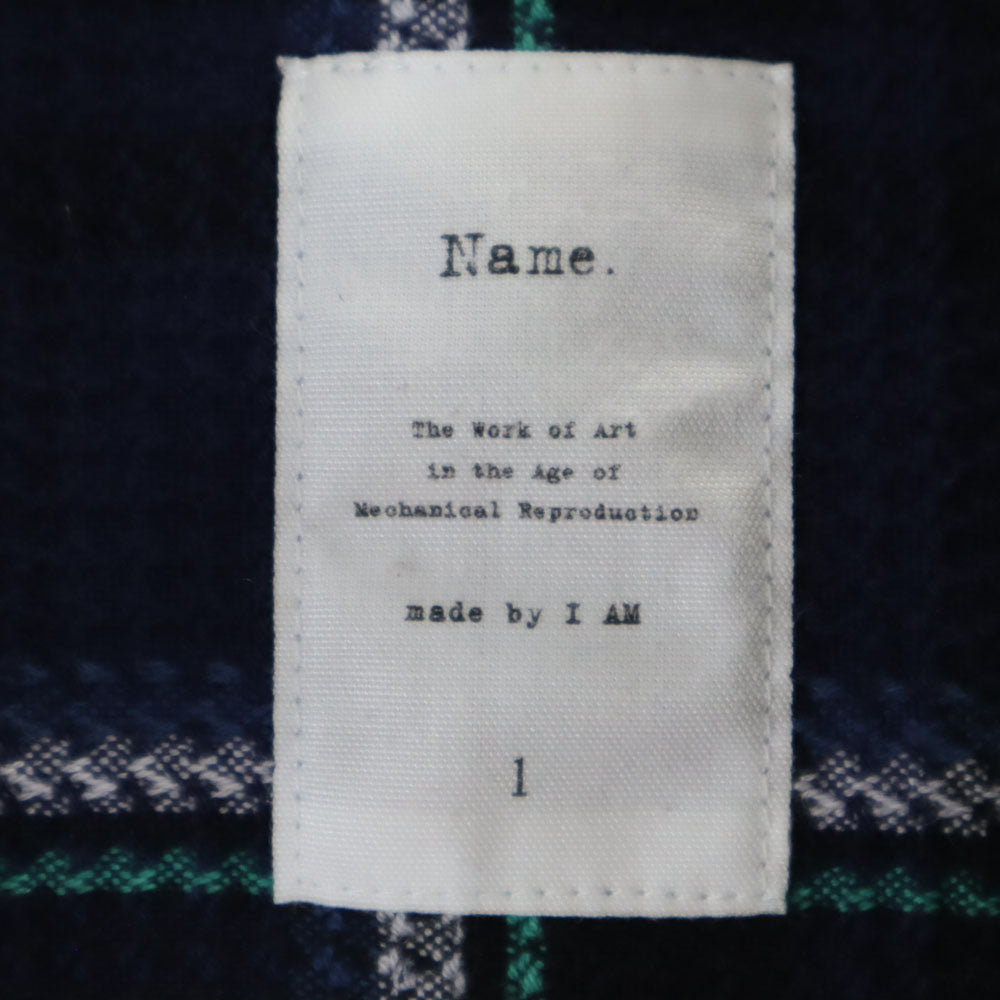 Name.
The Work of Art
in the Age of
Mechanical Reproduction
made by I AM
1